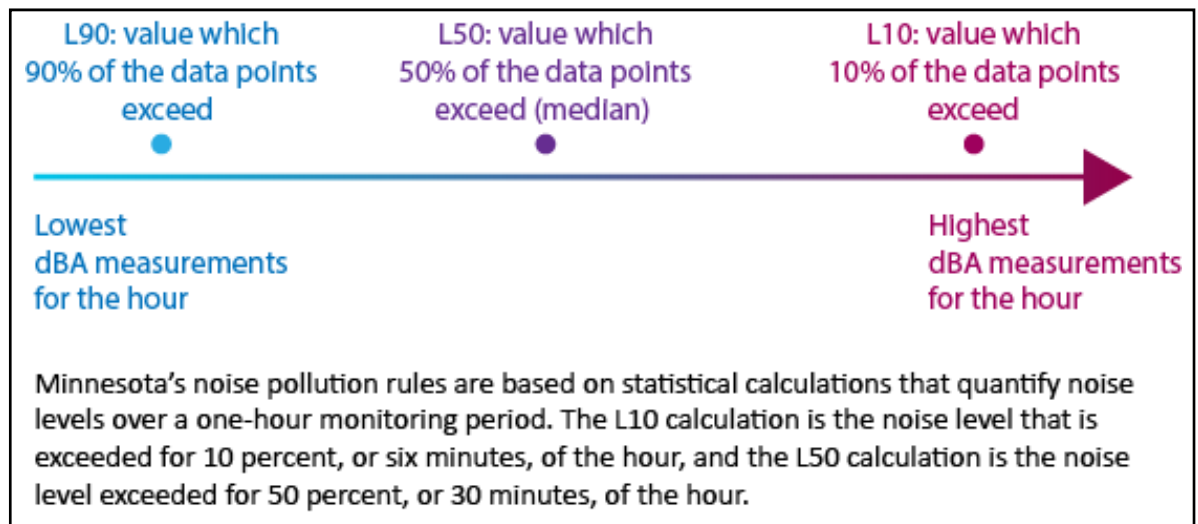 L90: value which
90% of the data points
exceed
L50: value which
50% of the data points
exceed (median)
L10: value which
10% of the data points
exceed
Lowest
dBA measurements
for the hour
Highest
dBA measurements
for the hour
Minnesota's noise pollution rules are based on statistical calculations that quantify noise
levels over a one-hour monitoring period. The L10 calculation is the noise level that is
exceeded for 10 percent, or six minutes, of the hour, and the L50 calculation is the noise
level exceeded for 50 percent, or 30 minutes, of the hour.